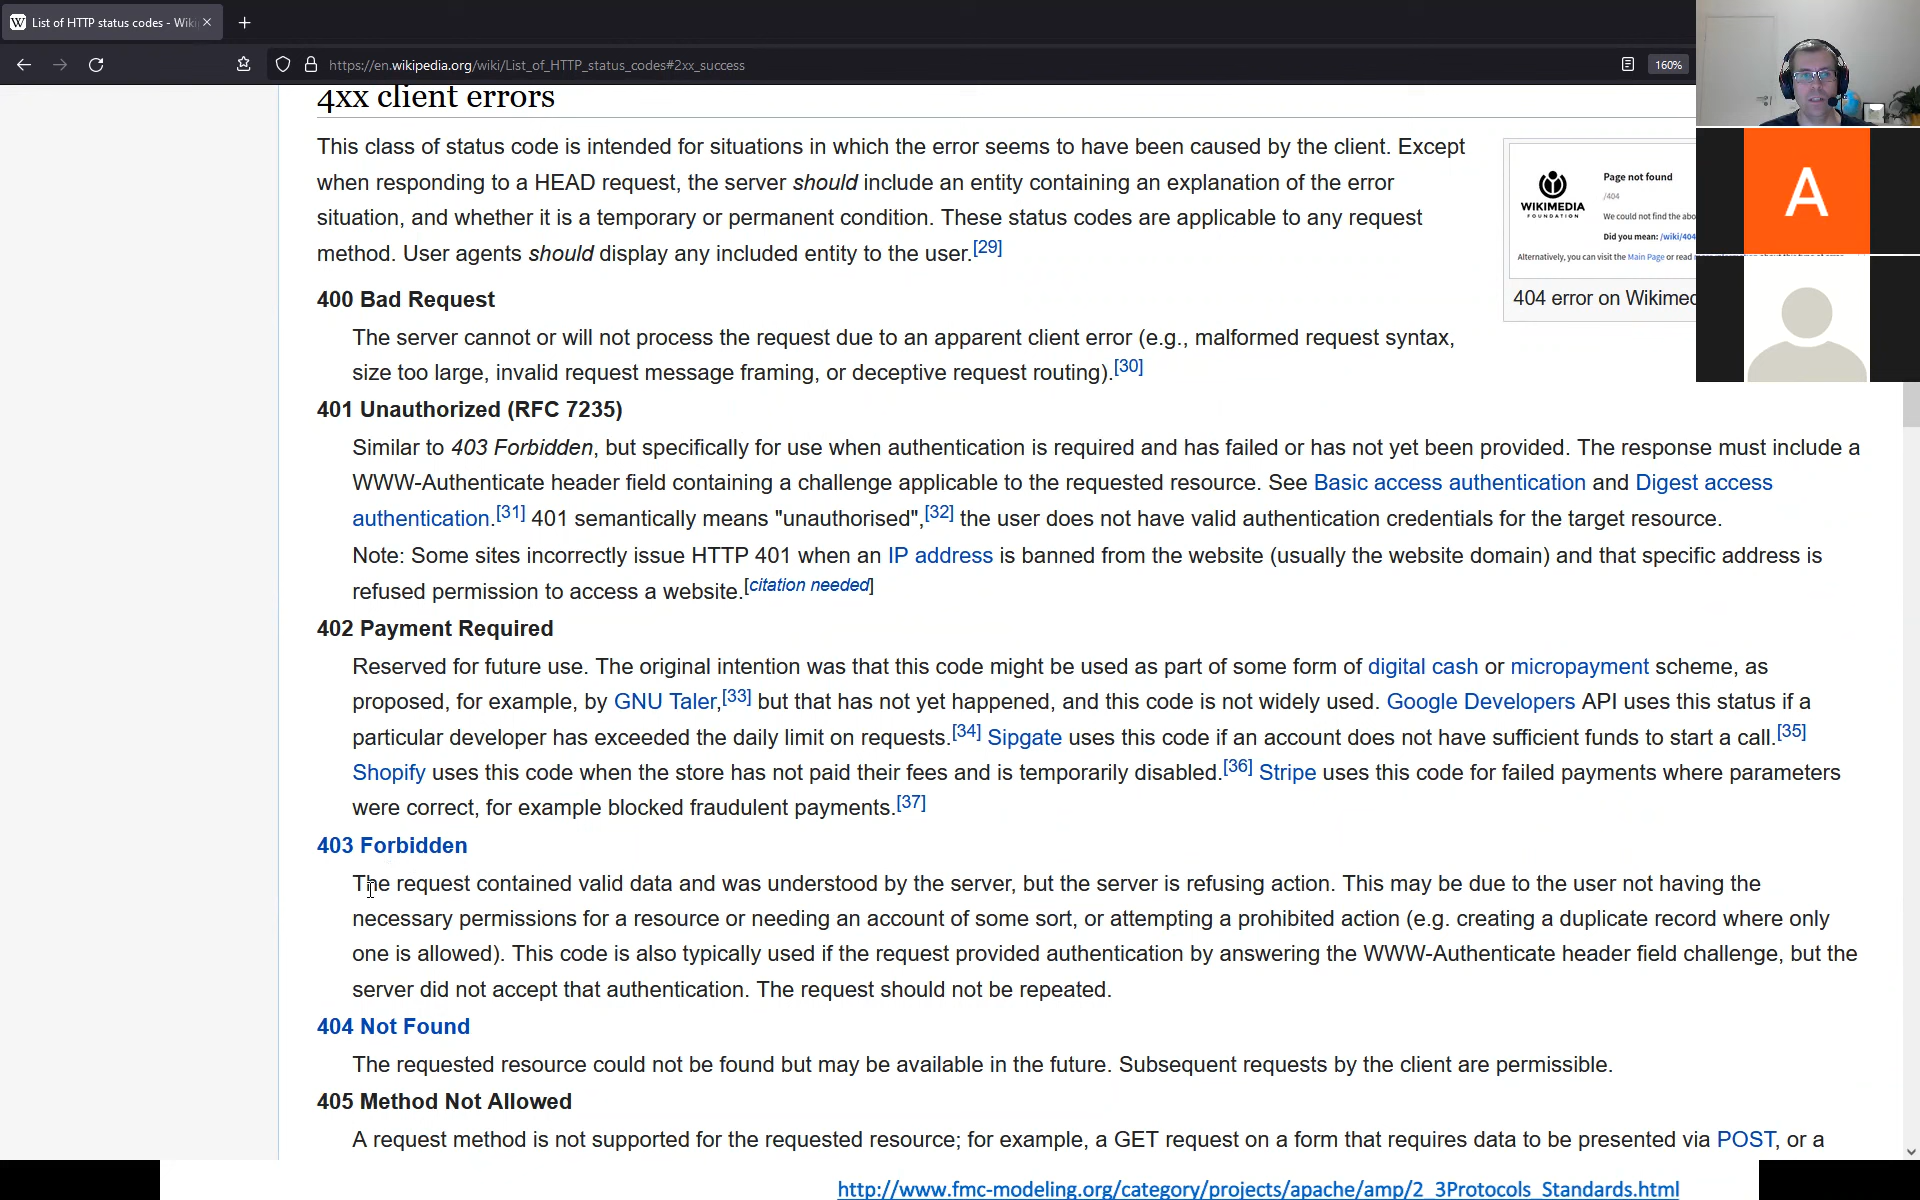 List of HTTP status codes - Wiki
https://en.wikipedia.org/wiki/List_of_HTTP_status_codes#2xx_success
160%
4xx client errors
This class of status code is intended for situations in which the error seems to have been caused by the client. Except
when responding to a HEAD request, the server should include an entity containing an explanation of the error
situation, and whether it is a temporary or permanent condition. These status codes are applicable to any request
method. User agents should display any included entity to the user.[29]
WIKIMEDIA
FOUNDATION
Page not found
/404
We could not find the abo
Did you mean: /wiki/404
Alternatively, you can visit the Main Page or read
404 error on Wikimed
A
400 Bad Request
The server cannot or will not process the request due to an apparent client error (e.g., malformed request syntax,
size too large, invalid request message framing, or deceptive request routing).[30]
401 Unauthorized (RFC 7235)
Similar to 403 Forbidden, but specifically for use when authentication is required and has failed or has not yet been provided. The response must include a
WWW-Authenticate header field containing a challenge applicable to the requested resource. See Basic access authentication and Digest access
authentication.[31] 401 semantically means "unauthorised",[32] the user does not have valid authentication credentials for the target resource.
Note: Some sites incorrectly issue HTTP 401 when an IP address is banned from the website (usually the website domain) and that specific address is
refused permission to access a website.[citation needed]
402 Payment Required
Reserved for future use. The original intention was that this code might be used as part of some form of digital cash or micropayment scheme, as
proposed, for example, by GNU Taler,[33] but that has not yet happened, and this code is not widely used. Google Developers API uses this status if a
particular developer has exceeded the daily limit on requests.[34] Sipgate uses this code if an account does not have sufficient funds to start a call.[35]
Shopify uses this code when the store has not paid their fees and is temporarily disabled.[36] Stripe uses this code for failed payments where parameters
were correct, for example blocked fraudulent payments.[37]
403 Forbidden
The request contained valid data and was understood by the server, but the server is refusing action. This may be due to the user not having the
necessary permissions for a resource or needing an account of some sort, or attempting a prohibited action (e.g. creating a duplicate record where only
one is allowed). This code is also typically used if the request provided authentication by answering the WWW-Authenticate header field challenge, but the
server did not accept that authentication. The request should not be repeated.
404 Not Found
The requested resource could not be found but may be available in the future. Subsequent requests by the client are permissible.
405 Method Not Allowed
A request method is not supported for the requested resource; for example, a GET request on a form that requires data to be presented via POST, or a
http://www.fmc-modeling.org/category/projects/apache/amp/2_3Protocols_Standards.html